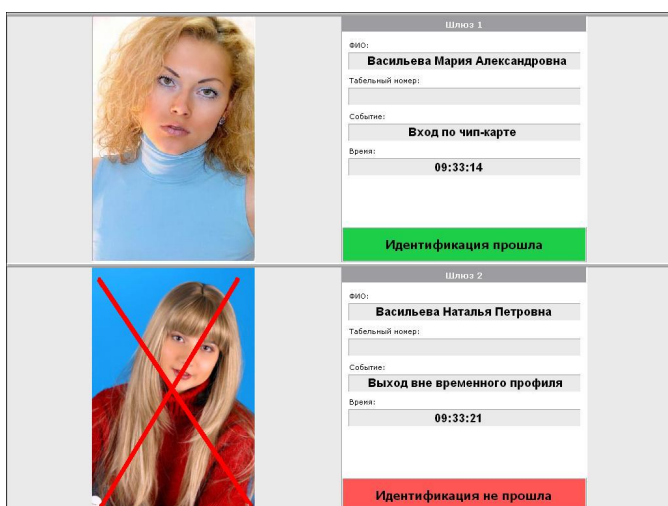 Шлюз 1
ФИО:
Васильева Мария Александровна
Табельный номер:
Событие:
Вход по чип-карте
Время:
09:33:14
Идентификация прошла
Шлюз 2
ФИО:
Васильева Наталья Петровна
Табельный номер:
Событие:
Выход вне временного профиля
Время:
09:33:21
Идентификация не прошла